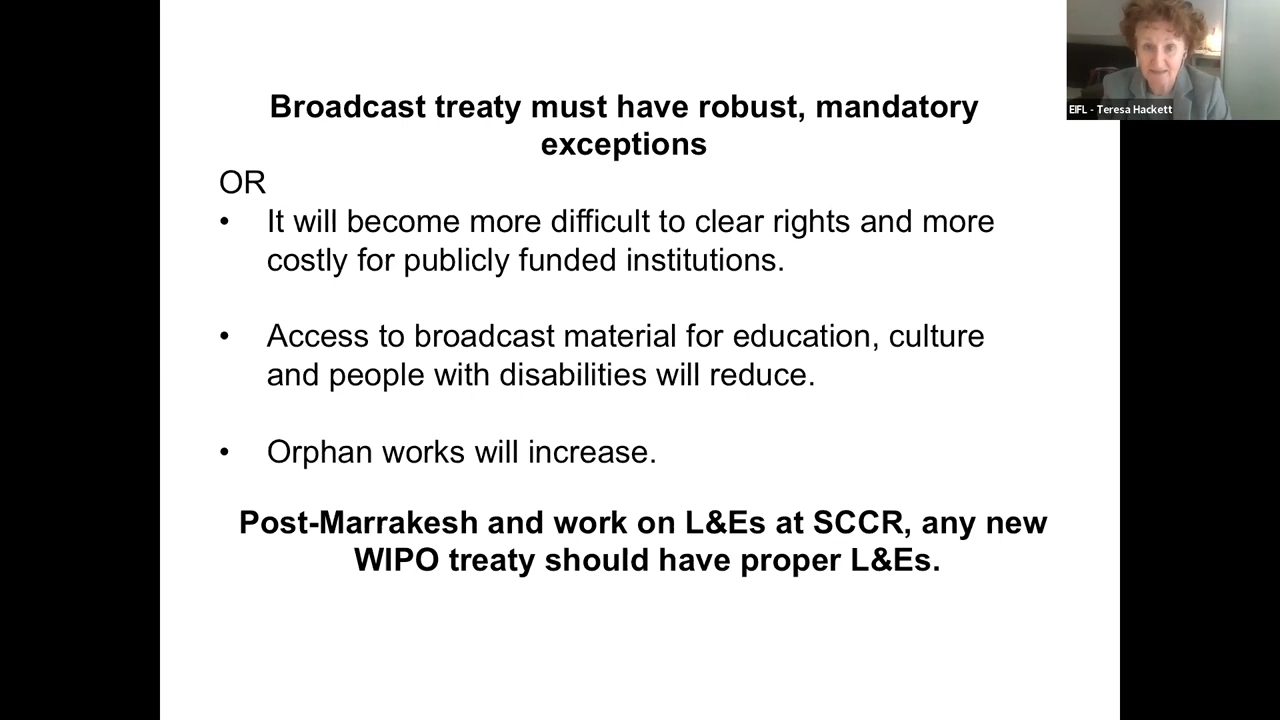 Broadcast treaty must have robust, mandatory
exceptions
OR
• It will become more difficult to clear rights and more
costly for publicly funded institutions.
• Access to broadcast material for education, culture
and people with disabilities will reduce.
• Orphan works will increase.
Post-Marrakesh and work on L&Es at SCCR, any new
WIPO treaty should have proper L&Es.
EIFL - Teresa Hackett